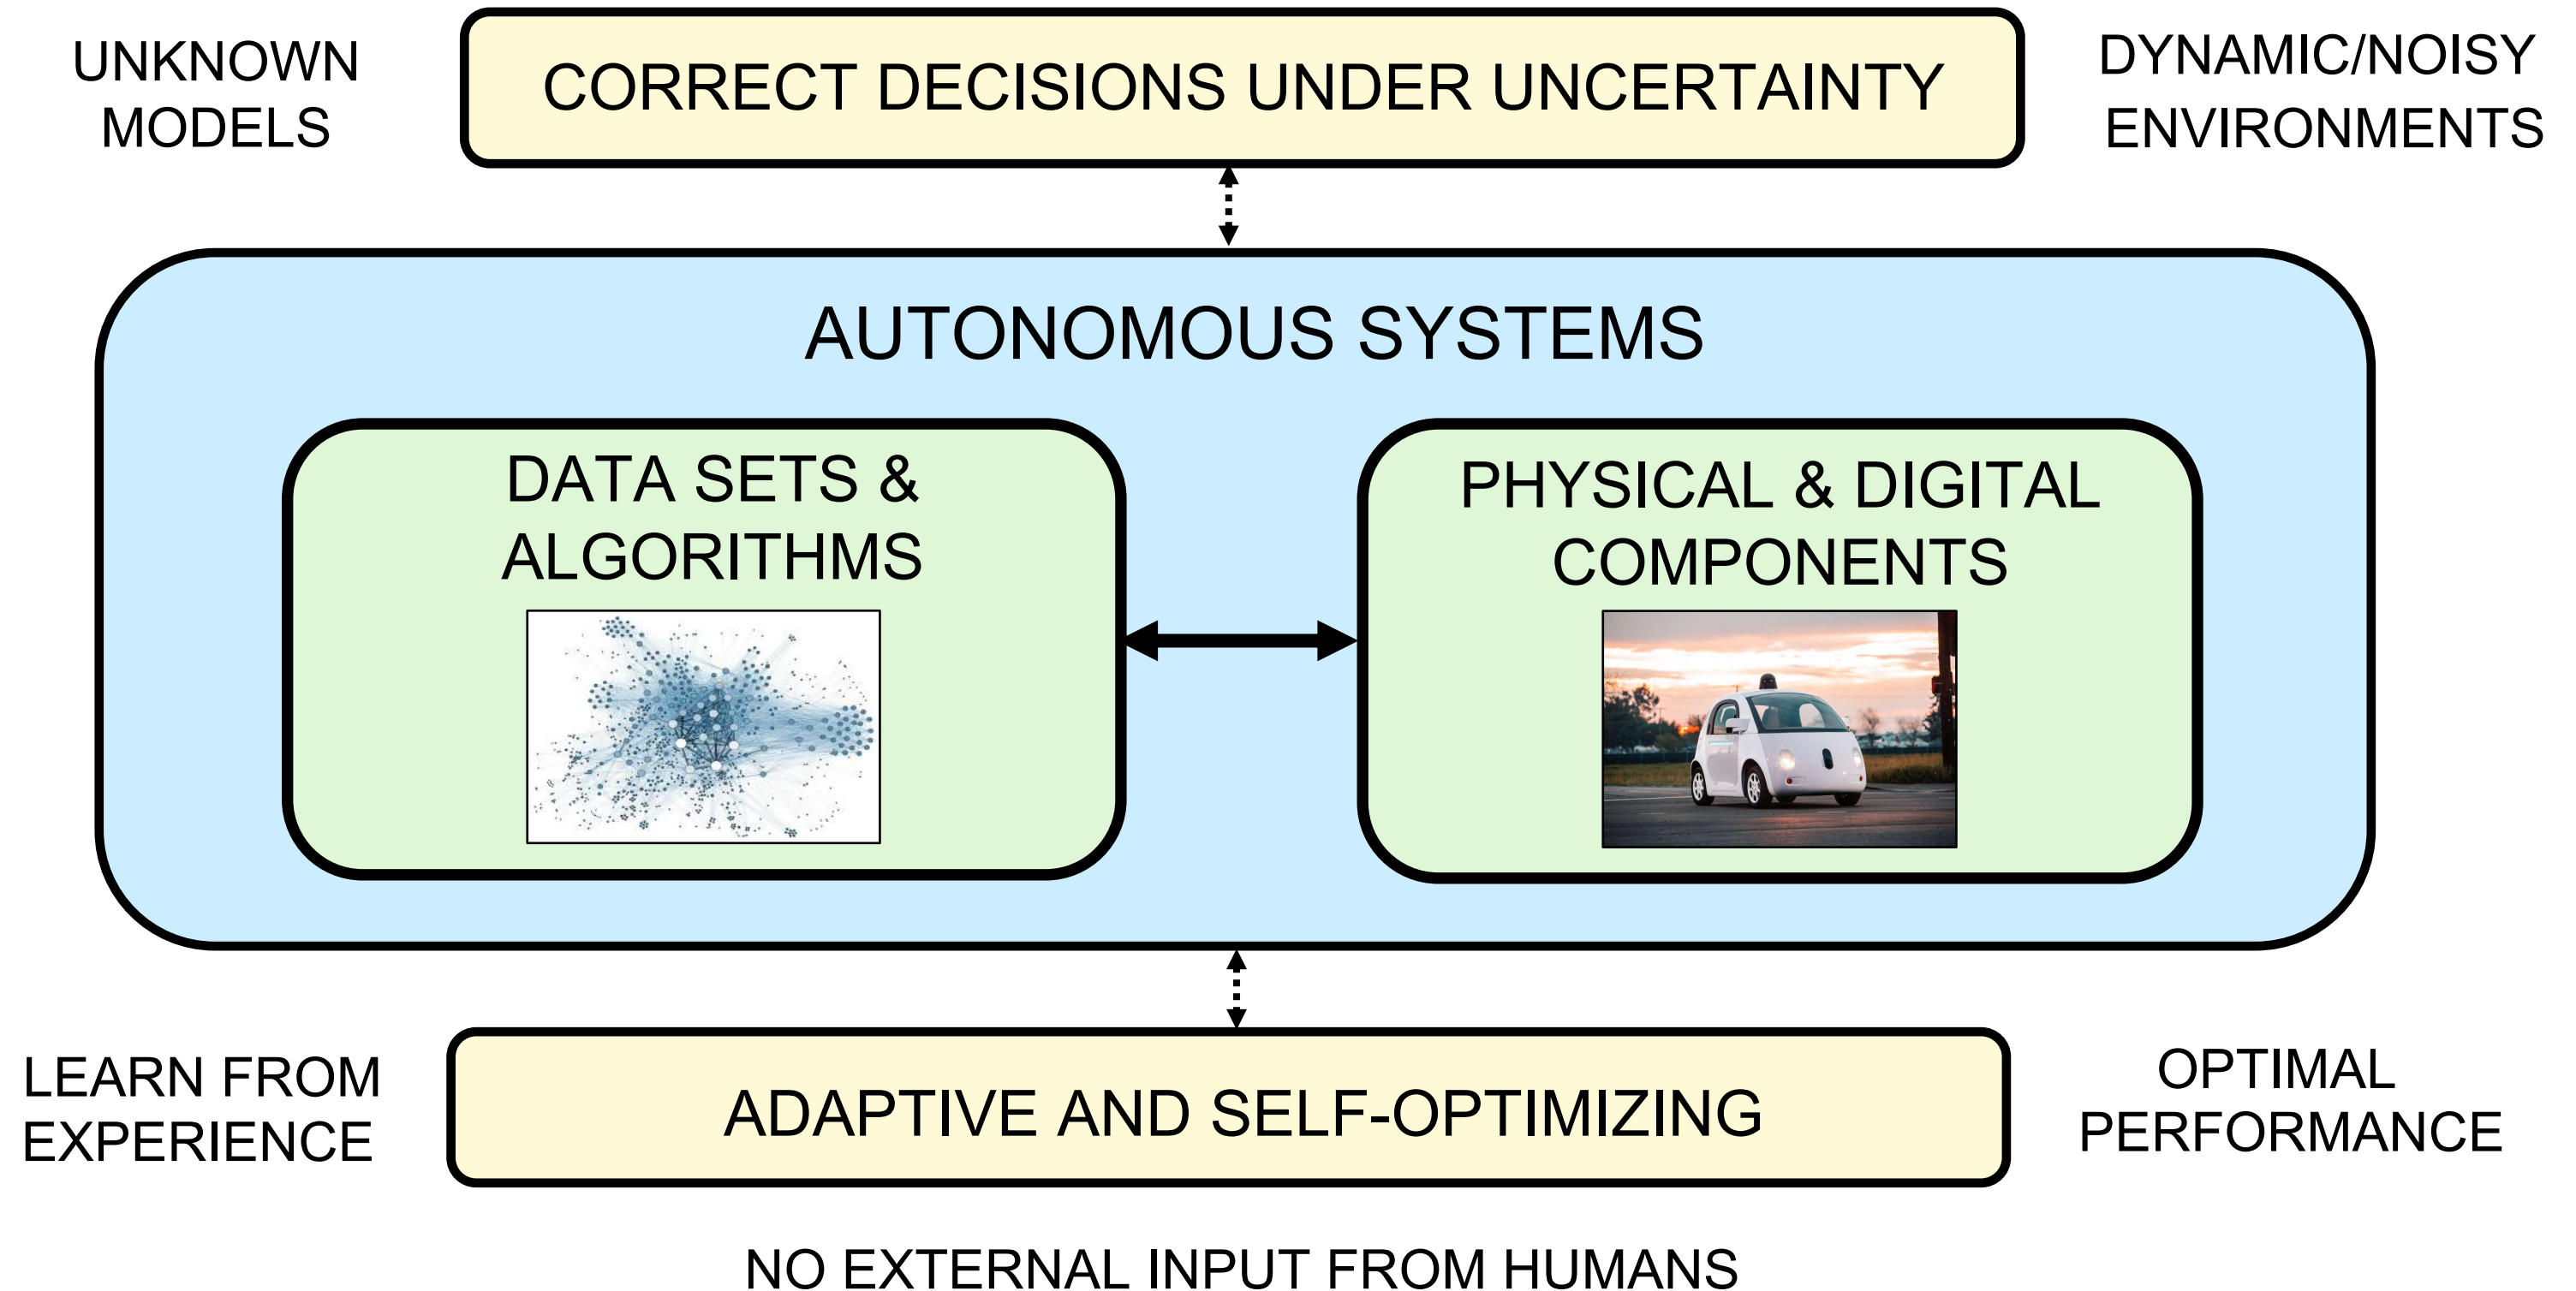 UNKNOWN
MODELS
CORRECT DECISIONS UNDER UNCERTAINTY
DYNAMIC/NOISY
ENVIRONMENTS
AUTONOMOUS SYSTEMS
DATA SETS &
ALGORITHMS
PHYSICAL & DIGITAL
COMPONENTS
LEARN FROM
EXPERIENCE
ADAPTIVE AND SELF-OPTIMIZING
OPTIMAL
PERFORMANCE
NO EXTERNAL INPUT FROM HUMANS